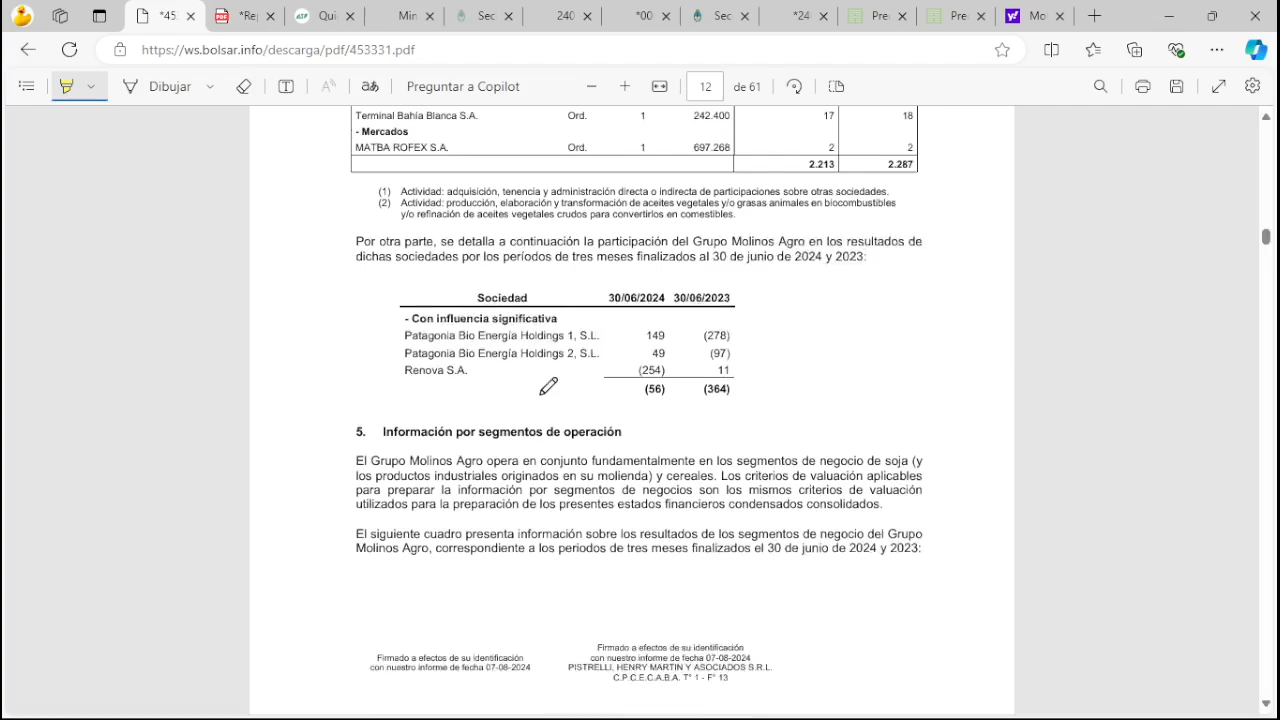 *45:
*Rep
Quie
Min
Sec
240
*00
Sec
*24
Pre
Pre
Mo
https://ws.bolsar.info/descarga/pdf/453331.pdf
Dibujar
Preguntar a Copilot
12 de 61
Terminal Bahía Blanca S.A. Ord. 1 242.400 17 18
- Mercados
MATBA ROFEX S.A. Ord. 1 697.268 2 2
2.213 2.287
(1) Actividad: adquisición, tenencia y administración directa o indirecta de participaciones sobre otras sociedades.
(2) Actividad: producción, elaboración y transformación de aceites vegetales y/o grasas animales en biocombustibles
y/o refinación de aceites vegetales crudos para convertirlos en comestibles.
Por otra parte, se detalla a continuación la participación del Grupo Molinos Agro en los resultados de
dichas sociedades por los períodos de tres meses finalizados al 30 de junio de 2024 y 2023:
Sociedad 30/06/2024 30/06/2023
- Con influencia significativa
Patagonia Bio Energía Holdings 1, S.L. 149 (278)
Patagonia Bio Energía Holdings 2, S.L. 49 (97)
Renova S.A. (254) 11
(56) (364)
5. Información por segmentos de operación
El Grupo Molinos Agro opera en conjunto fundamentalmente en los segmentos de negocio de soja (y
los productos industriales originados en su molienda) y cereales. Los criterios de valuación aplicables
para preparar la información por segmentos de negocios son los mismos criterios de valuación
utilizados para la preparación de los presentes estados financieros condensados consolidados.
El siguiente cuadro presenta información sobre los resultados de los segmentos de negocio del Grupo
Molinos Agro, correspondiente a los periodos de tres meses finalizados el 30 de junio de 2024 y 2023:
Firmado a efectos de su identificación
con nuestro informe de fecha 07-08-2024
Firmado a efectos de su identificación
con nuestro informe de fecha 07-08-2024
PISTRELLI, HENRY MARTIN Y ASOCIADOS S.R.L.
C.P.C.E.C.A.B.A. T° 1 - F° 13